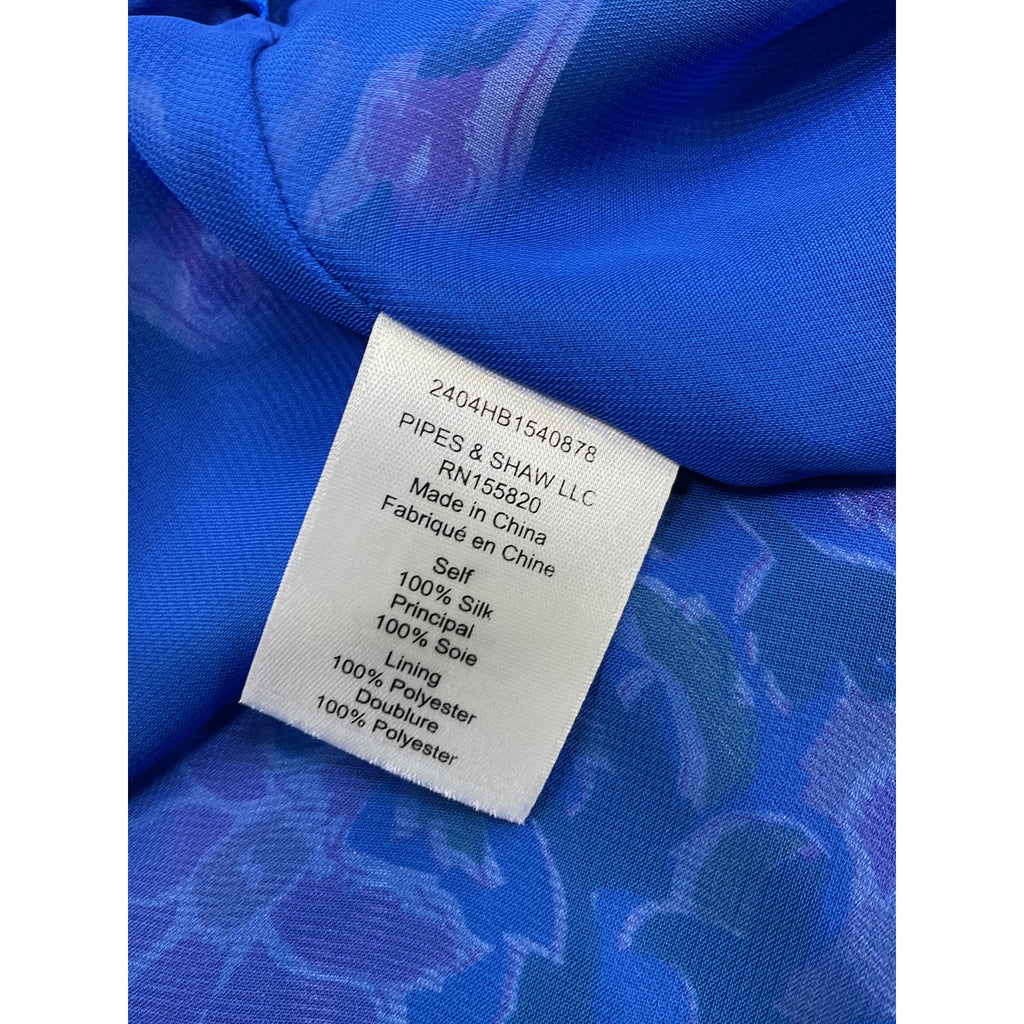 2404HB1540878
PIPES & SHAW LLC
RN155820
Made in China
Fabriqué en Chine
Self
100% Silk
Principal
100% Soie
Lining
100% Polyester
Doublure
100% Polyester